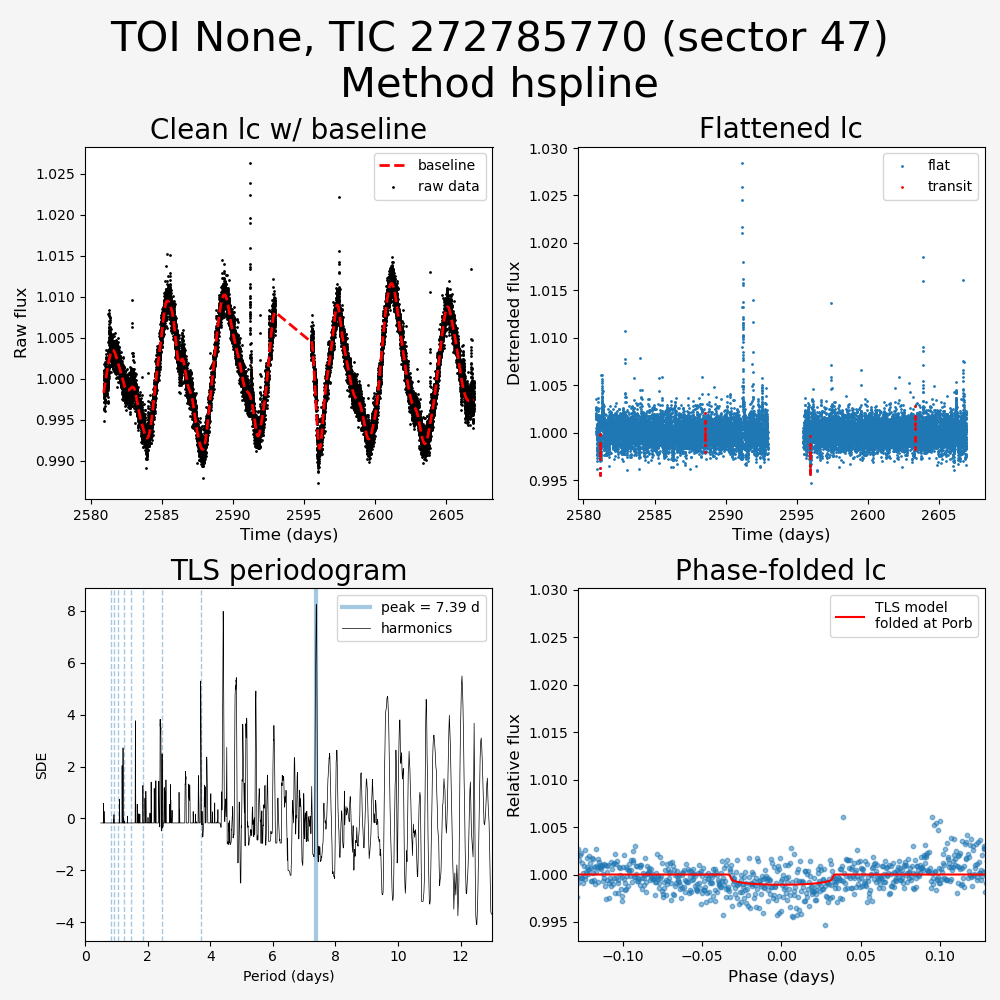 TOI None, TIC 272785770 (sector 47)
Method hspline
Clean lc w/ baseline
Raw flux
1.025
1.020
1.015
1.010
1.005
1.000
0.995
0.990
baseline
raw data
2580
2585
2590
2595
2600
2605
Time (days)
Flattened lc
Detrended flux
1.030
1.025
1.020
1.015
1.010
1.005
1.000
0.995
flat
transit
2580
2585
2590
2595
2600
2605
Time (days)
TLS periodogram
SDE
8
6
4
2
0
−2
−4
peak = 7.39 d
harmonics
0
2
4
6
8
10
12
Period (days)
Phase-folded lc
Relative flux
1.030
1.025
1.020
1.015
1.010
1.005
1.000
0.995
TLS model
folded at Porb
−0.10
−0.05
0.00
0.05
0.10
Phase (days)